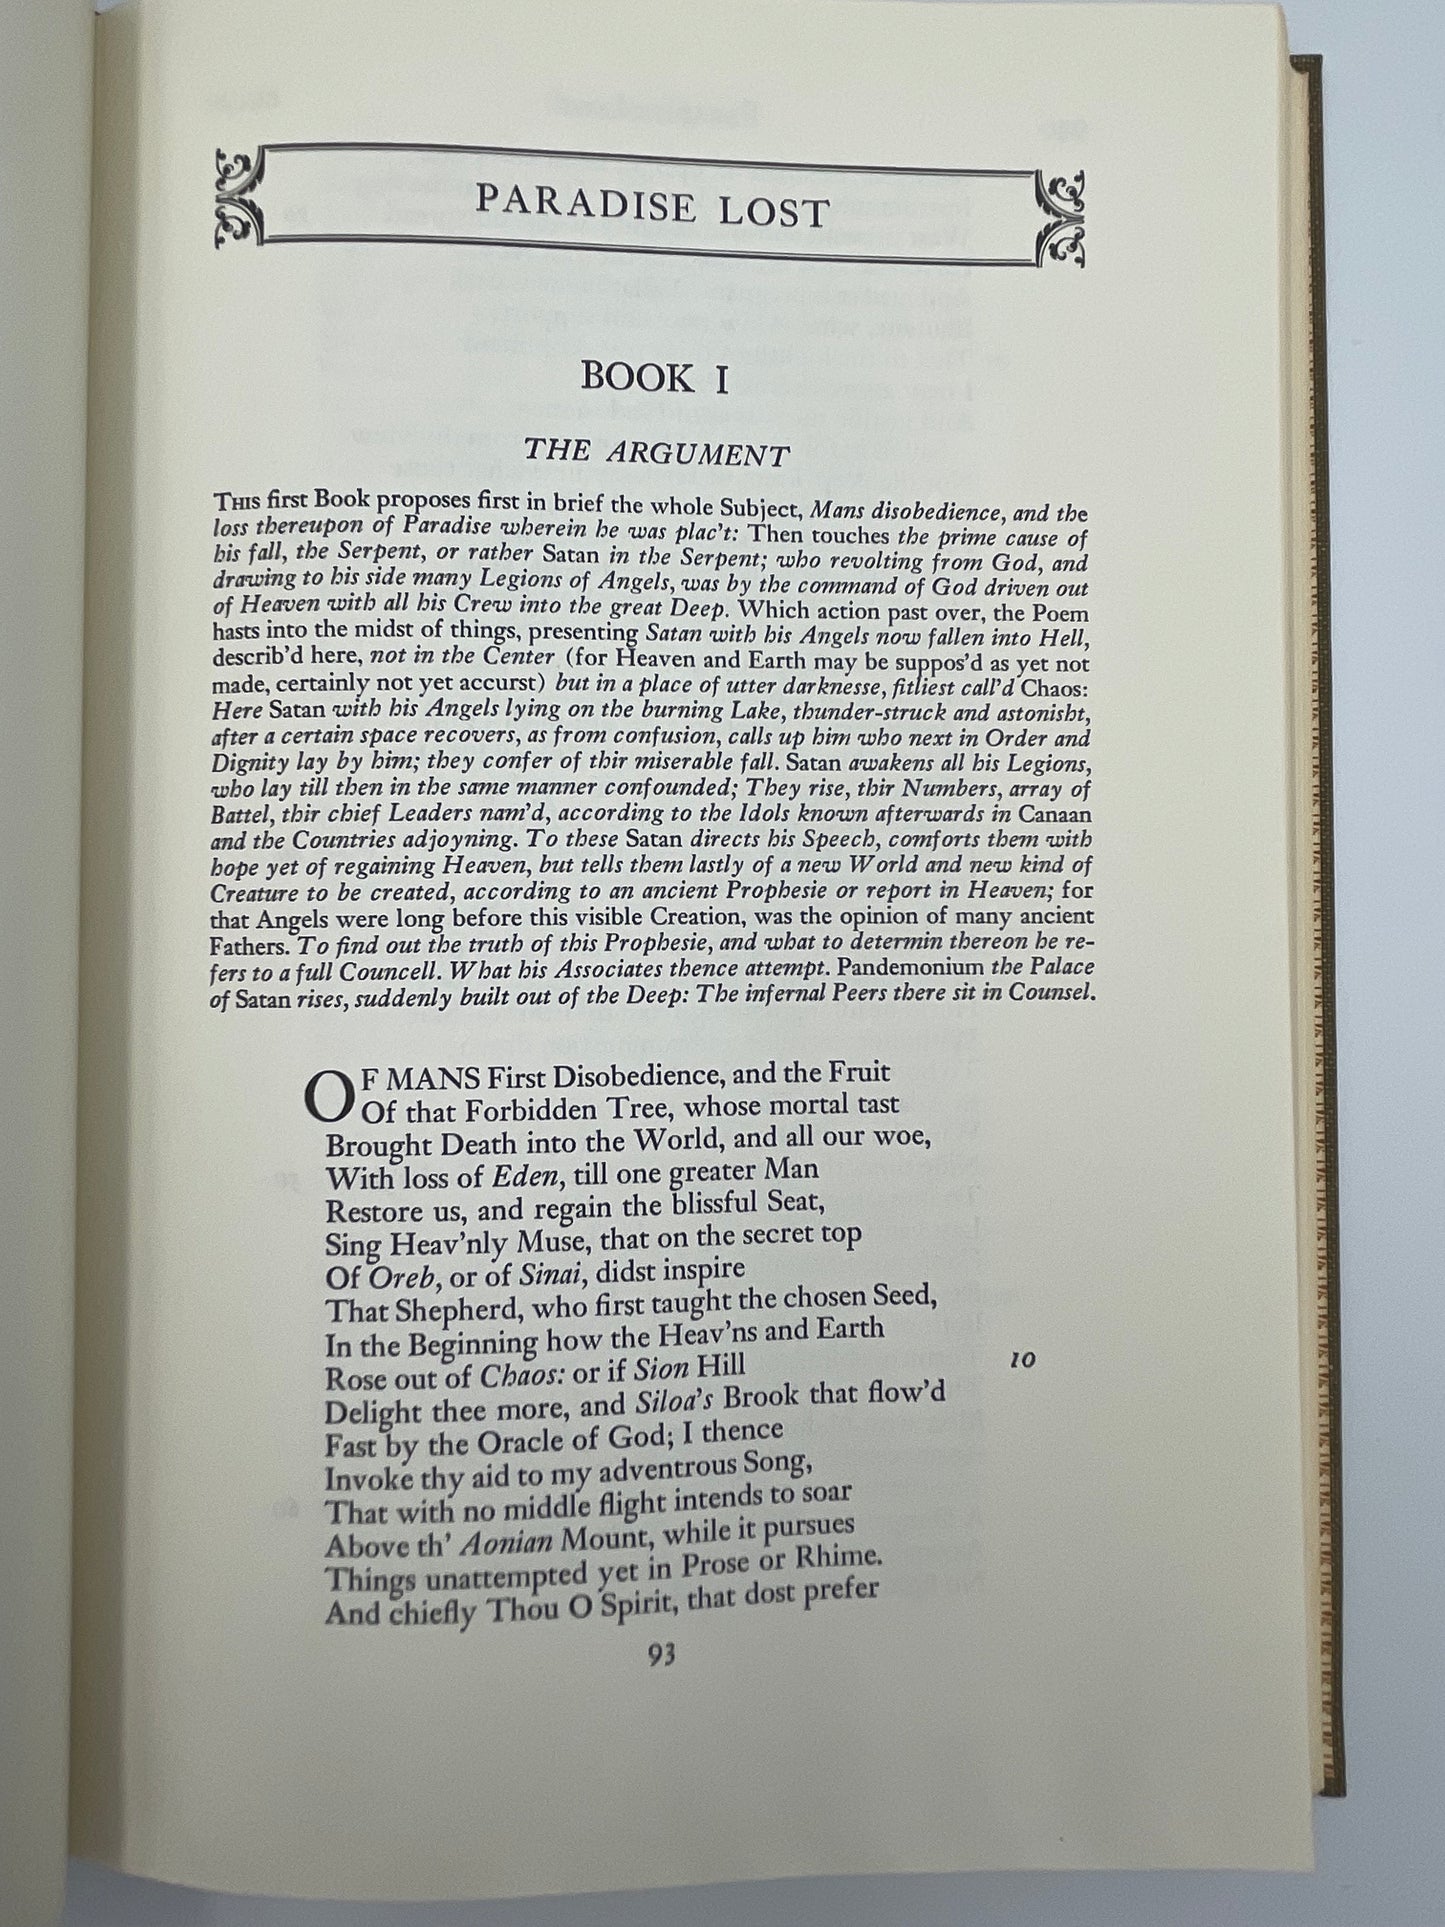 PARADISE LOST
BOOK I
THE ARGUMENT
THIS first Book proposes first in brief the whole Subject, Mans disobedience, and the
loss thereupon of Paradise wherein he was plac't: Then touches the prime cause of
his fall, the Serpent, or rather Satan in the Serpent; who revolting from God, and
drawing to his side many Legions of Angels, was by the command of God driven out
of Heaven with all his Crew into the great Deep. Which action past over, the Poem
hasts into the midst of things, presenting Satan with his Angels now fallen into Hell,
describ'd here, not in the Center (for Heaven and Earth may be suppos'd as yet not
made, certainly not yet accurst) but in a place of utter darknesse, fitliest call'd Chaos:
Here Satan with his Angels lying on the burning Lake, thunder-struck and astonisht,
after a certain space recovers, as from confusion, calls up him who next in Order and
Dignity lay by him; they confer of thir miserable fall. Satan awakens all his Legions,
who lay till then in the same manner confounded; They rise, thir Numbers, array of
Battel, thir chief Leaders nam'd, according to the Idols known afterwards in Canaan
and the Countries adjoyning. To these Satan directs his Speech, comforts them with
hope yet of regaining Heaven, but tells them lastly of a new World and new kind of
Creature to be created, according to an ancient Prophesie or report in Heaven; for
that Angels were long before this visible Creation, was the opinion of many ancient
Fathers. To find out the truth of this Prophesie, and what to determin thereon he re-
fers to a full Councell. What his Associates thence attempt. Pandemonium the Palace
of Satan rises, suddenly built out of the Deep: The infernal Peers there sit in Counsel.
OF MANS First Disobedience, and the Fruit
Of that Forbidden Tree, whose mortal tast
Brought Death into the World, and all our woe,
With loss of Eden, till one greater Man
Restore us, and regain the blissful Seat,
Sing Heav'nly Muse, that on the secret top
Of Oreb, or of Sinai, didst inspire
That Shepherd, who first taught the chosen Seed,
In the Beginning how the Heav'ns and Earth
Rose out of Chaos: or if Sion Hill 10
Delight thee more, and Siloa's Brook that flow'd
Fast by the Oracle of God; I thence
Invoke thy aid to my adventrous Song,
That with no middle flight intends to soar
Above th' Aonian Mount, while it pursues
Things unattempted yet in Prose or Rhime.
And chiefly Thou O Spirit, that dost prefer
93